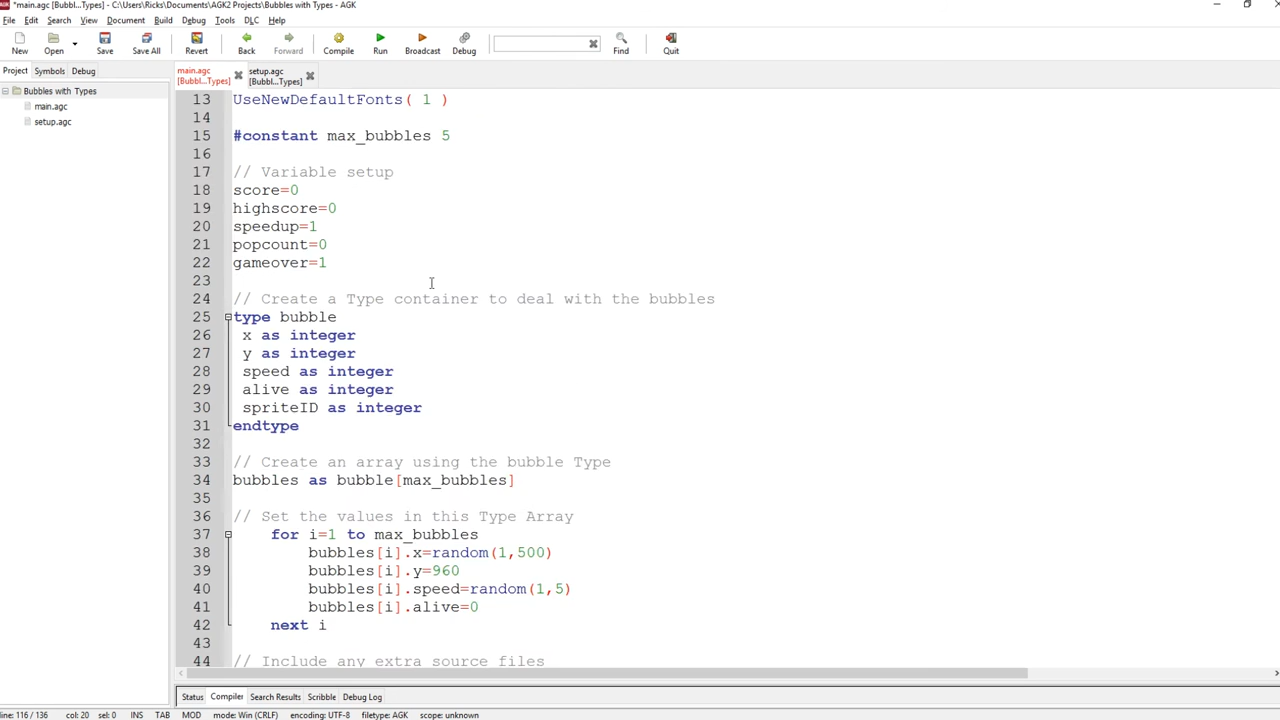 *main.agc [Bubbl...Types] - C:\Users\Ricks\Documents\AGK2 Projects\Bubbles with Types - AGK
File Edit Search View Document Build Debug Tools DLC Help
New Open Save Save All Revert Back Forward Compile Run Broadcast Debug Find Quit
Project Symbols Debug
main.agc
[Bubbl...Types]
setup.agc
[Bubbl...Types]
Bubbles with Types
main.agc
setup.agc
13 UseNewDefaultFonts( 1 )
14
15 #constant max_bubbles 5
16
17 // Variable setup
18 score=0
19 highscore=0
20 speedup=1
21 popcount=0
22 gameover=1
23
24 // Create a Type container to deal with the bubbles
25 type bubble
26 x as integer
27 y as integer
28 speed as integer
29 alive as integer
30 spriteID as integer
31 endtype
32
33 // Create an array using the bubble Type
34 bubbles as bubble[max_bubbles]
35
36 // Set the values in this Type Array
37 for i=1 to max_bubbles
38 bubbles[i].x=random(1,500)
39 bubbles[i].y=960
40 bubbles[i].speed=random(1,5)
41 bubbles[i].alive=0
42 next i
43
44 // Include any extra source files
Status Compiler Search Results Scribble Debug Log
line: 116 / 136 col: 20 sel: 0 INS TAB MOD mode: Win (CRLF) encoding: UTF-8 filetype: AGK scope: unknown